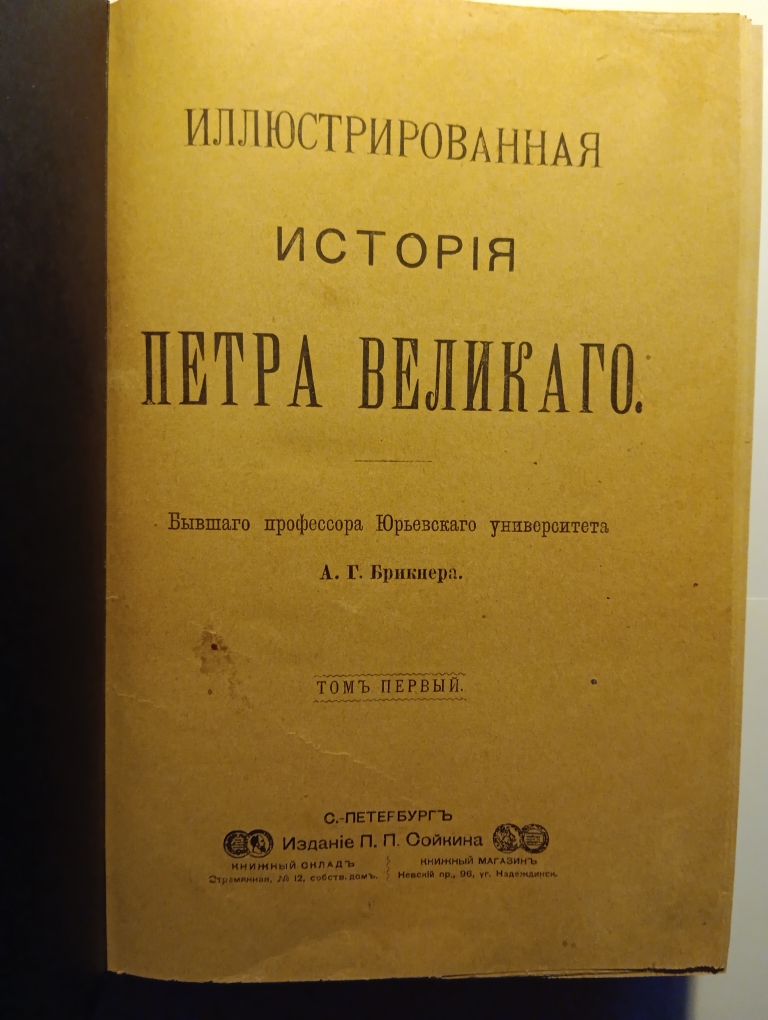 ИЛЛЮСТРИРОВАННАЯ
ИСТОРІЯ
ПЕТРА ВЕЛИКАГО.
Бывшаго профессора Юрьевскаго университета
А. Г. Брикнера.
ТОМЪ ПЕРВЫЙ.
С.-ПЕТЕРБУРГЪ
Изданіе П. П. Сойкина
КНИЖНЫЙ СКЛАДЪ
Стремянная, № 12, собств. домъ.
КНИЖНЫЙ МАГАЗИНЪ
Невскій пр., 96, уг. Надеждинск.